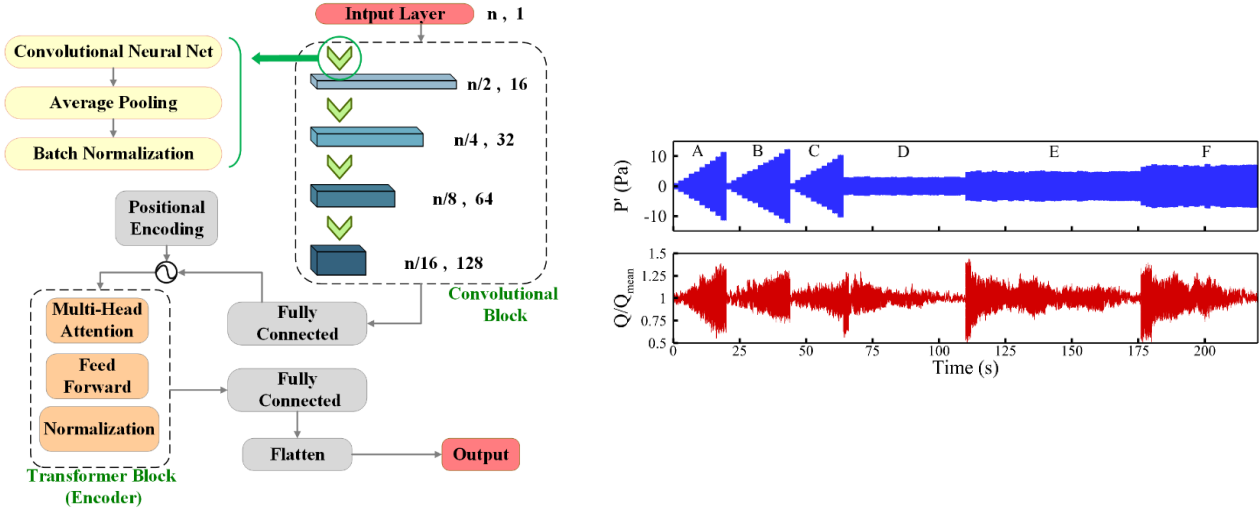 Intput Layer
n , 1
Convolutional Neural Net
Average Pooling
Batch Normalization
n/2 , 16
n/4 , 32
n/8 , 64
n/16 , 128
Convolutional
Block
Positional
Encoding
Fully
Connected
Multi-Head
Attention
Feed
Forward
Normalization
Transformer Block
(Encoder)
Fully
Connected
Flatten
Output
P' (Pa)
10
0
-10
A
B
C
D
E
F
Q/Qmean
1.5
1.25
1
0.75
0.5
0
25
50
75
100
125
150
175
200
Time (s)